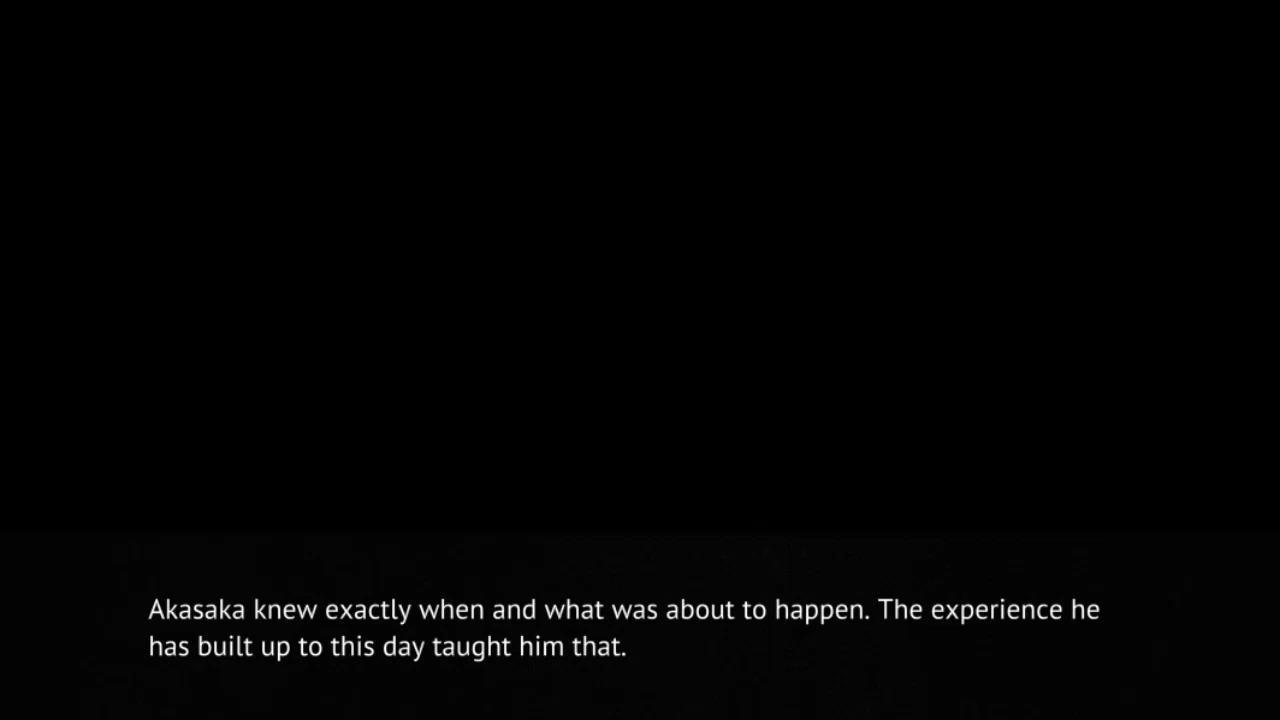 Akasaka knew exactly when and what was about to happen. The experience he
has built up to this day taught him that.